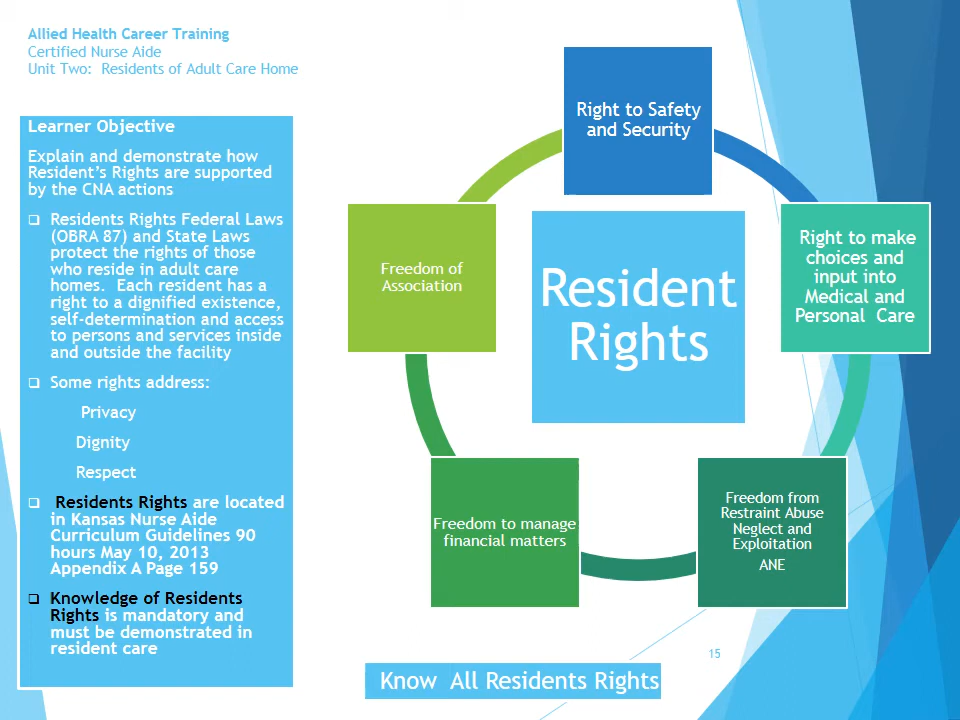 Allied Health Career Training
Certified Nurse Aide
Unit Two: Residents of Adult Care Home
Learner Objective
Explain and demonstrate how
Resident's Rights are supported
by the CNA actions
Residents Rights Federal Laws
(OBRA 87) and State Laws
protect the rights of those
who reside in adult care
homes. Each resident has a
right to a dignified existence,
self-determination and access
to persons and services inside
and outside the facility
Some rights address:
Privacy
Dignity
Respect
Residents Rights are located
in Kansas Nurse Aide
Curriculum Guidelines 90
hours May 10, 2013
Appendix A Page 159
Knowledge of Residents
Rights is mandatory and
must be demonstrated in
resident care
Right to Safety
and Security
Right to make
choices and
input into
Medical and
Personal Care
Freedom from
Restraint Abuse
Neglect and
Exploitation
ANE
Freedom to manage
financial matters
Freedom of
Association
Resident
Rights
15
Know All Residents Rights